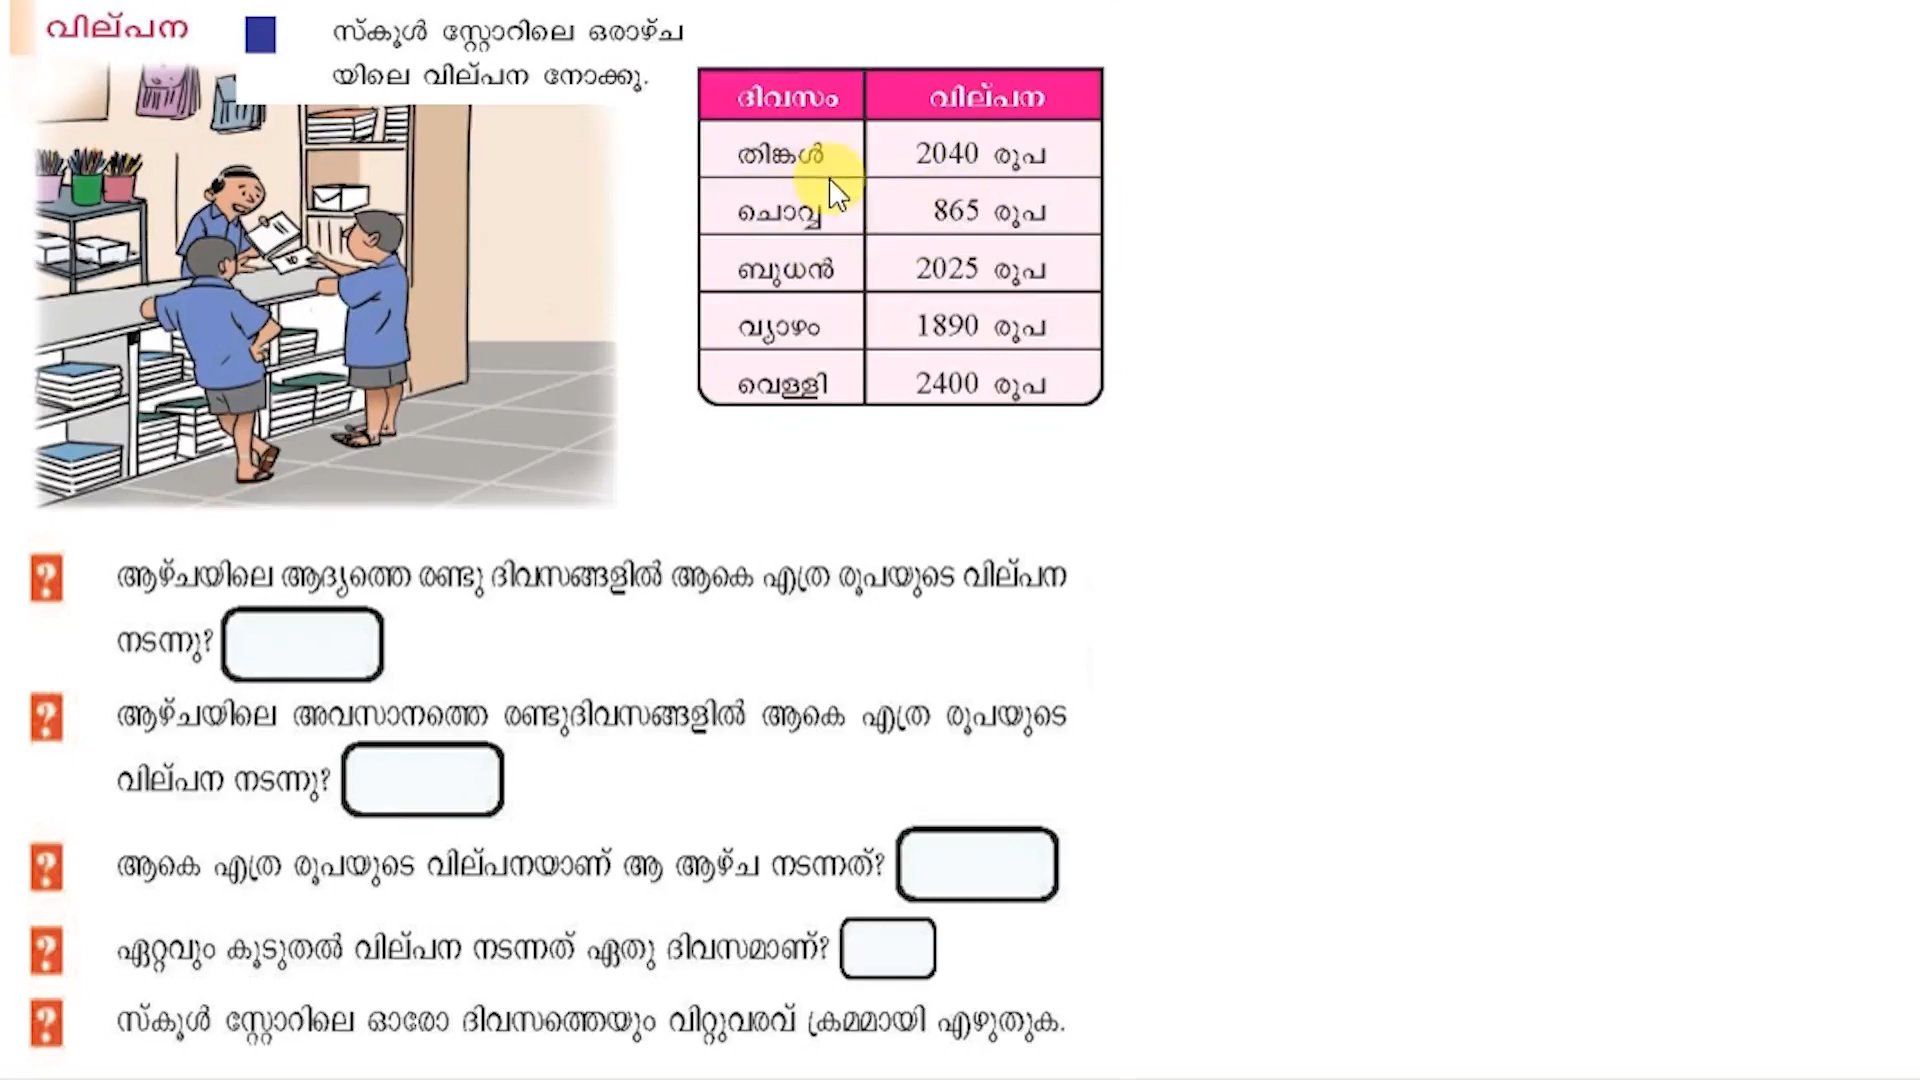 വില്പന
സ്കൂൾ സ്റ്റോറിലെ ഒരാഴ്ച
യിലെ വില്പന നോക്കൂ.
ദിവസം വില്പന
തിങ്കൾ 2040 രൂപ
ചൊവ്വ 865 രൂപ
ബുധൻ 2025 രൂപ
വ്യാഴം 1890 രൂപ
വെള്ളി 2400 രൂപ
? ആഴ്ചയിലെ ആദ്യത്തെ രണ്ടു ദിവസങ്ങളിൽ ആകെ എത്ര രൂപയുടെ വില്പന
നടന്നു?
? ആഴ്ചയിലെ അവസാനത്തെ രണ്ടുദിവസങ്ങളിൽ ആകെ എത്ര രൂപയുടെ
വില്പന നടന്നു?
? ആകെ എത്ര രൂപയുടെ വില്പനയാണ് ആ ആഴ്ച നടന്നത്?
? ഏറ്റവും കൂടുതൽ വില്പന നടന്നത് ഏതു ദിവസമാണ്?
? സ്കൂൾ സ്റ്റോറിലെ ഓരോ ദിവസത്തെയും വിറ്റുവരവ് ക്രമമായി എഴുതുക.